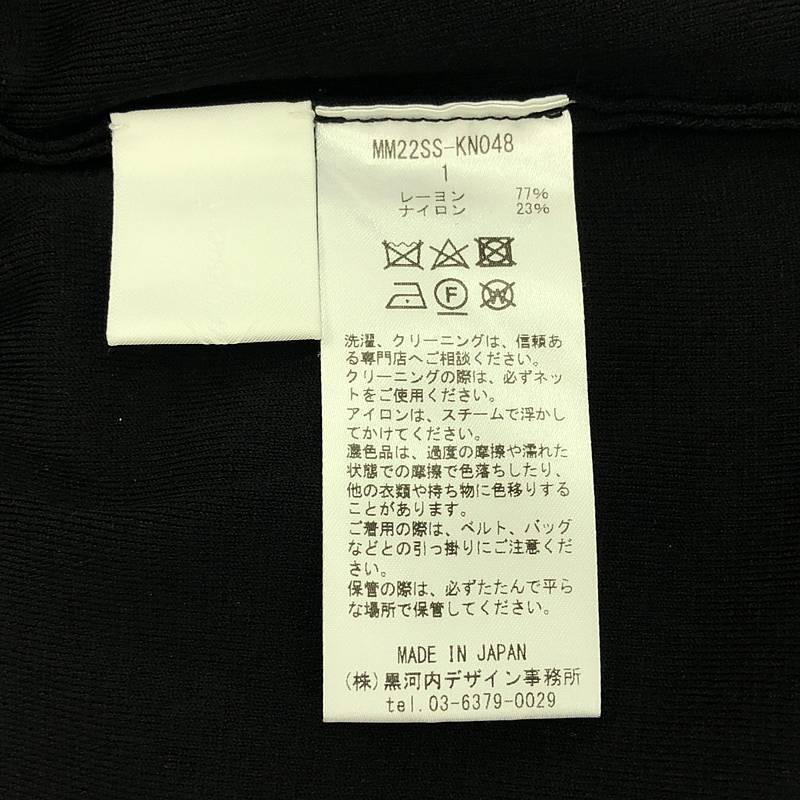 MM22SS-KN048
1
レーヨン 77%
ナイロン 23%
F
W
洗濯、クリーニングは、信頼あ
る専門店へご相談ください。
クリーニングの際は、必ずネッ
トをご使用ください。
アイロンは、スチームで浮かし
てかけてください。
濃色品は、過度の摩擦や濡れた
状態での摩擦で色落ちしたり、
他の衣類や持ち物に色移りする
ことがあります。
ご着用の際は、ベルト、バッグ
などとの引っ掛りにご注意くだ
さい。
保管の際は、必ずたたんで平ら
な場所で保管してください。
MADE IN JAPAN
(株)黒河内デザイン事務所
tel.03-6379-0029